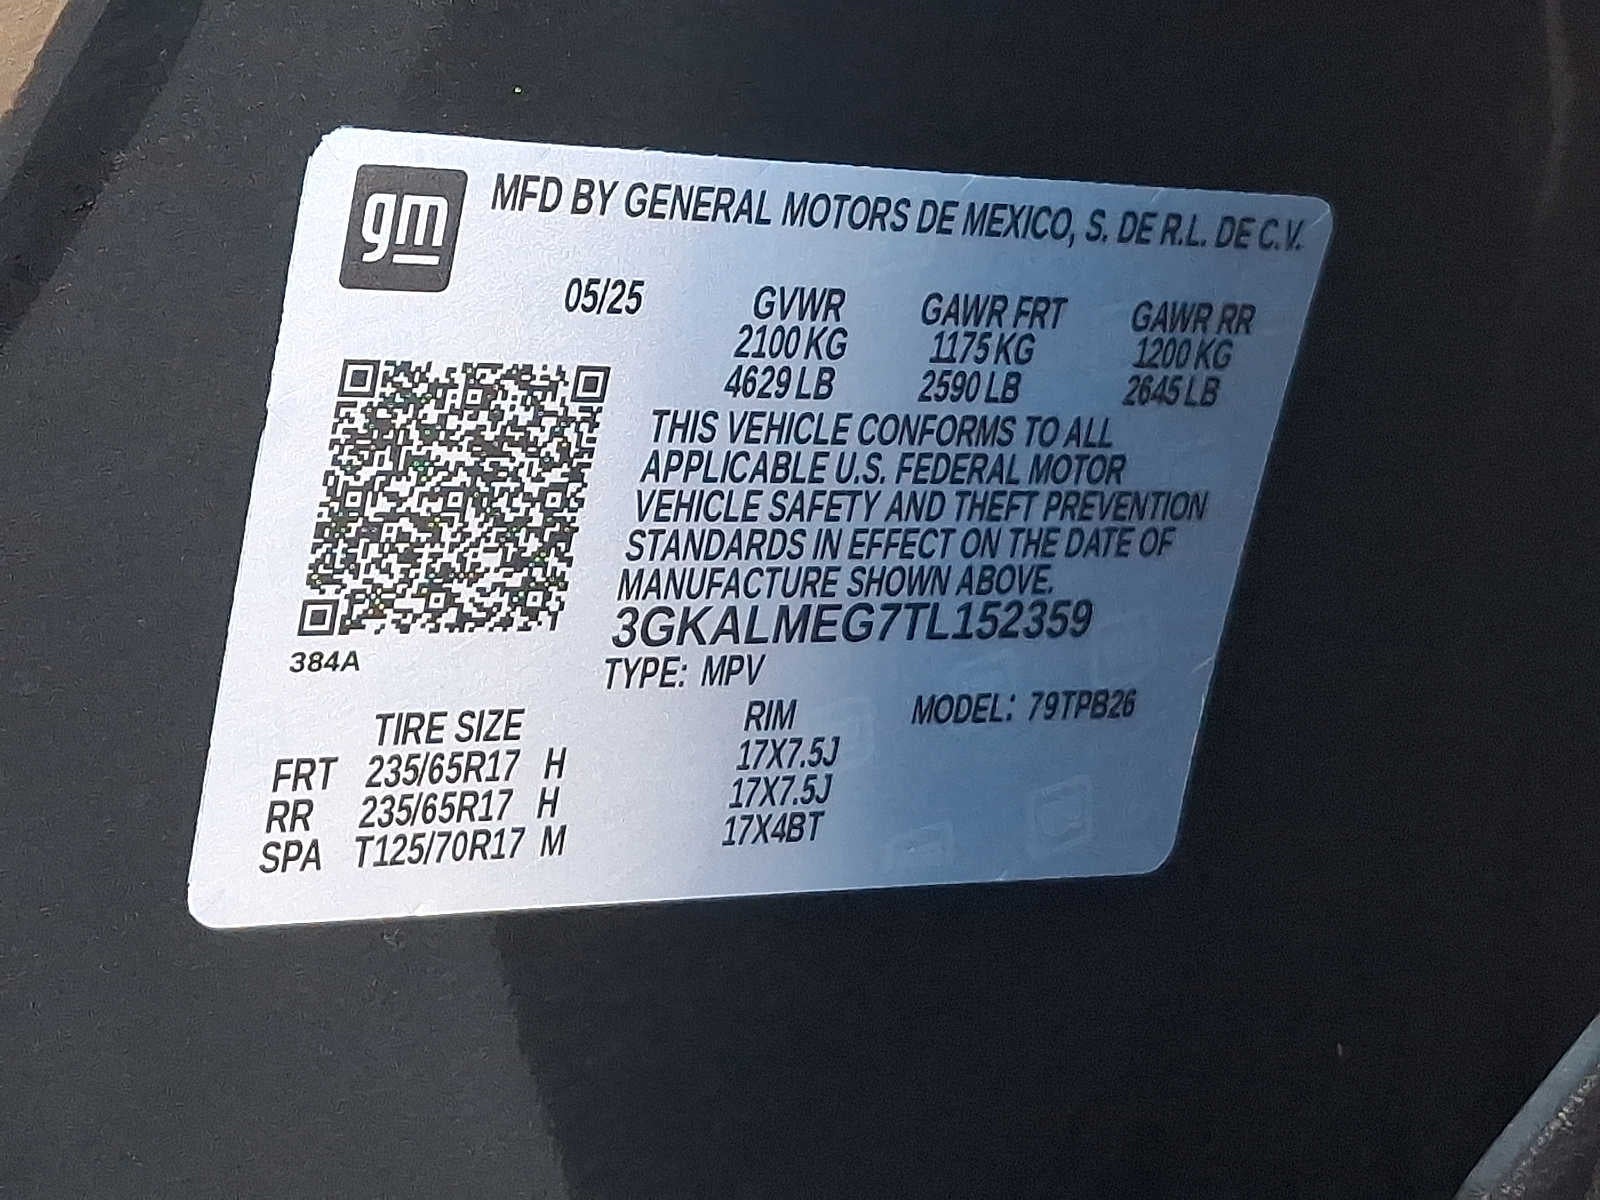 gm MFD BY GENERAL MOTORS DE MEXICO, S. DE R.L. DE C.V.
05/25 GVWR GAWR FRT GAWR RR
2100 KG 1175 KG 1200 KG
4629 LB 2590 LB 2645 LB
THIS VEHICLE CONFORMS TO ALL
APPLICABLE U.S. FEDERAL MOTOR
VEHICLE SAFETY AND THEFT PREVENTION
STANDARDS IN EFFECT ON THE DATE OF
MANUFACTURE SHOWN ABOVE.
3GKALMEG7TL152359
384A
TYPE: MPV
MODEL: 79TPB26
TIRE SIZE RIM
FRT 235/65R17 H 17X7.5J
RR 235/65R17 H 17X7.5J
SPA T125/70R17 M 17X4BT